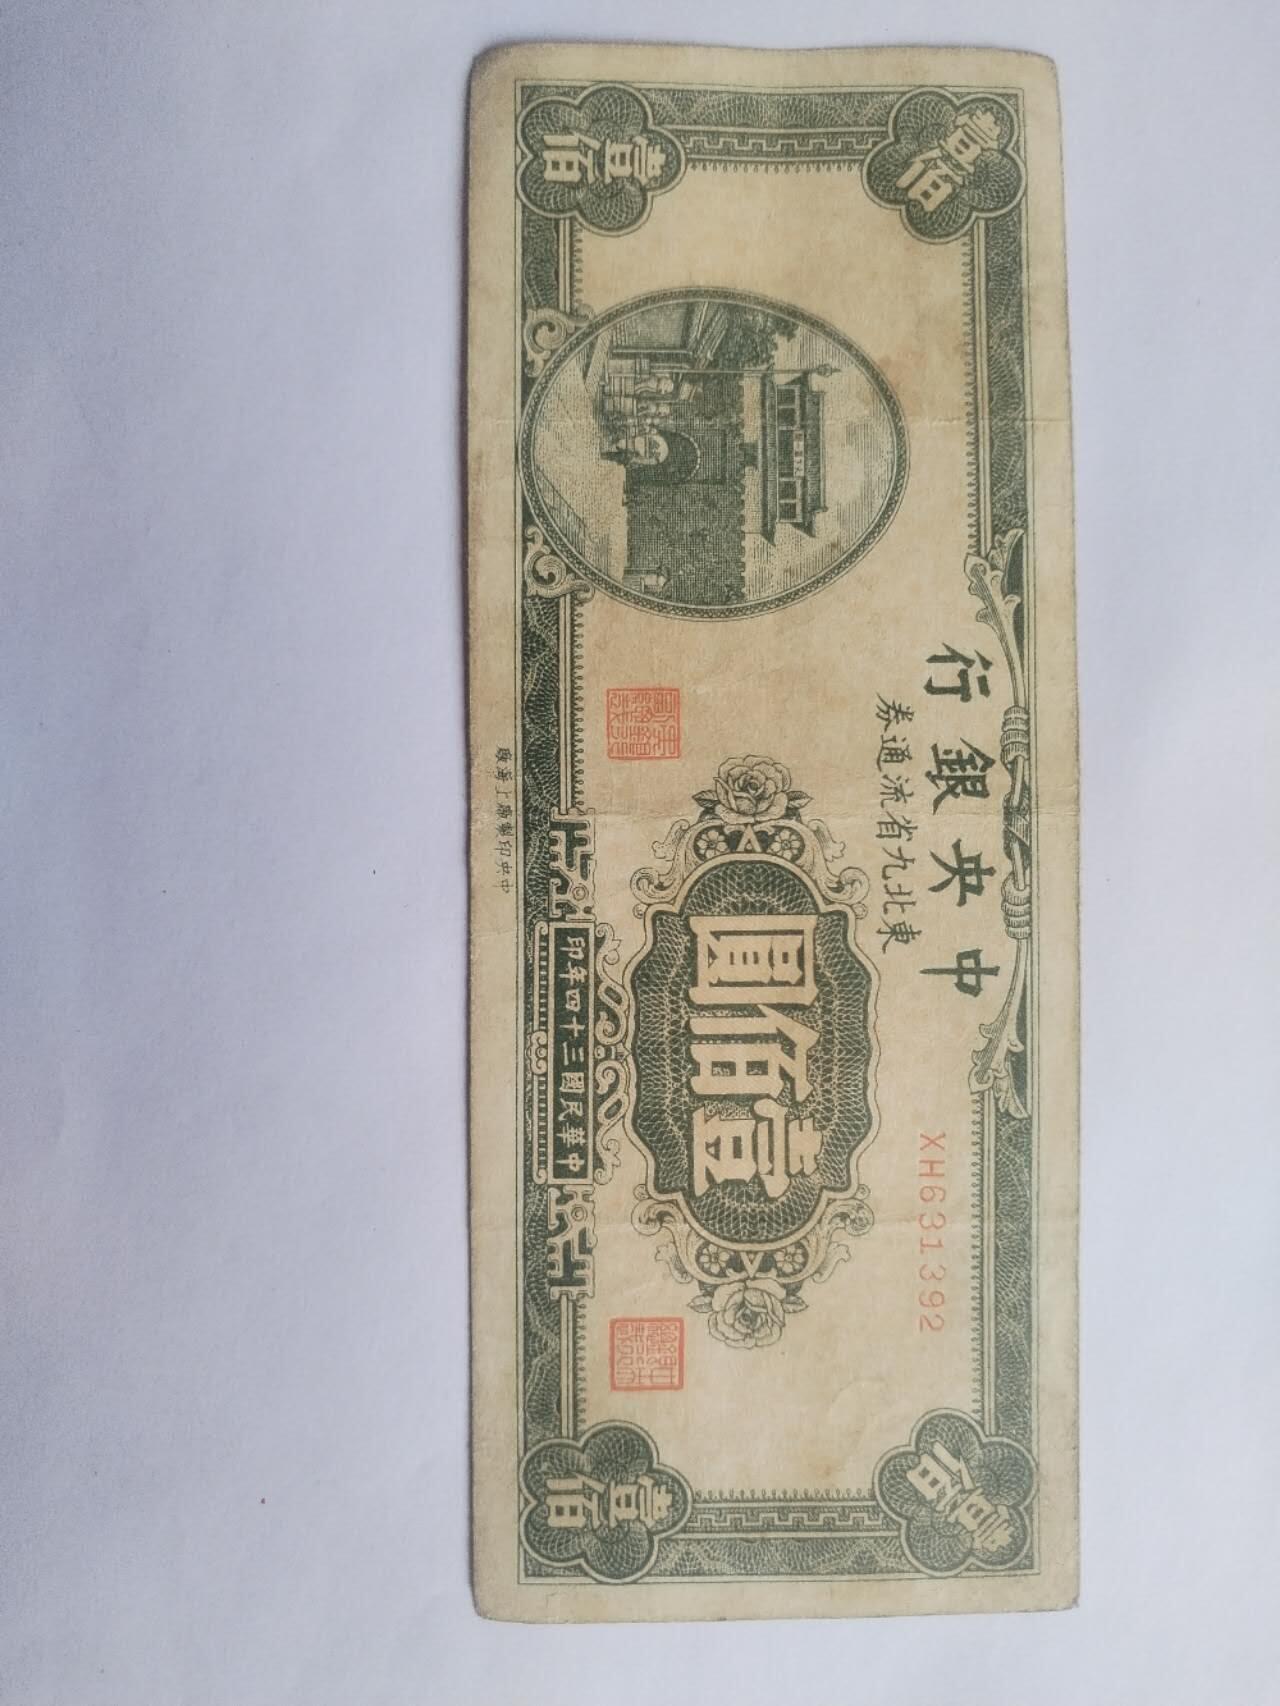 壹佰
壹佰
中央銀行
東北九省流通券
XH631392
壹佰圓
壹佰
壹佰
中華民國三十四年印
中央印製廠上海廠